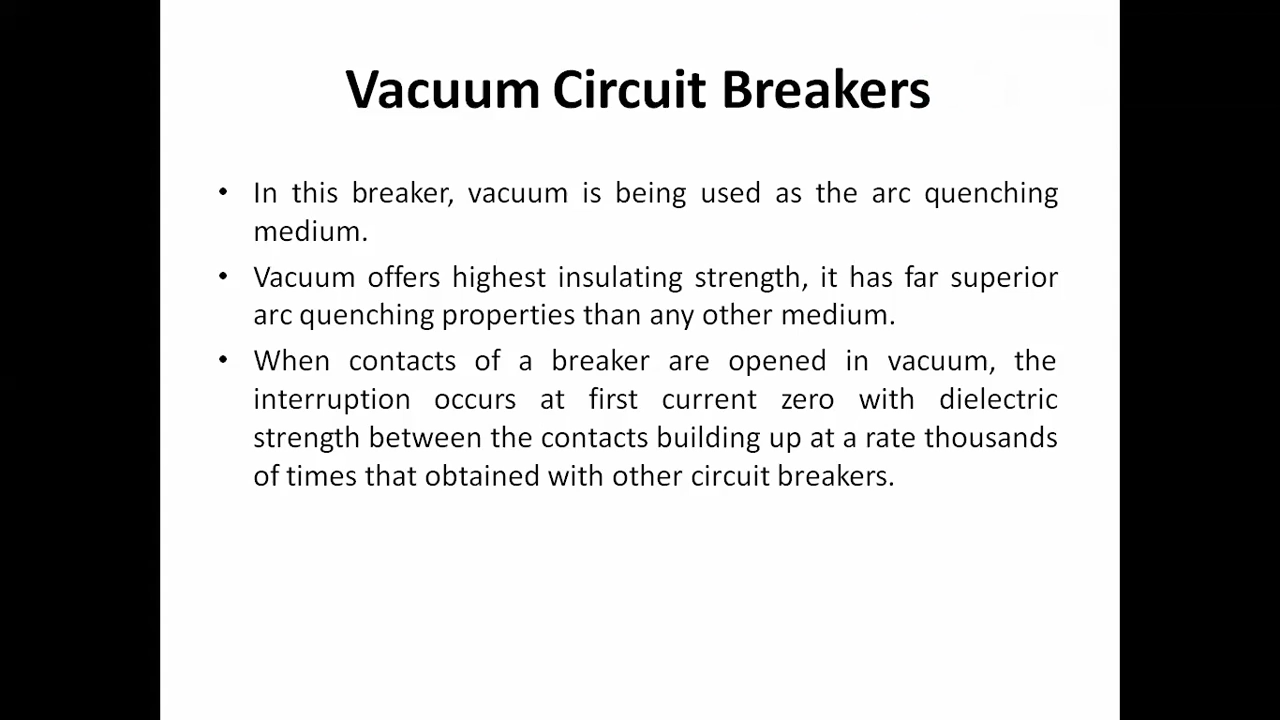 Vacuum Circuit Breakers
• In this breaker, vacuum is being used as the arc quenching
medium.
• Vacuum offers highest insulating strength, it has far superior
arc quenching properties than any other medium.
• When contacts of a breaker are opened in vacuum, the
interruption occurs at first current zero with dielectric
strength between the contacts building up at a rate thousands
of times that obtained with other circuit breakers.